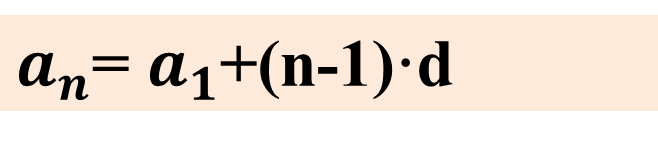 aₙ= a₁+(n-1)·d